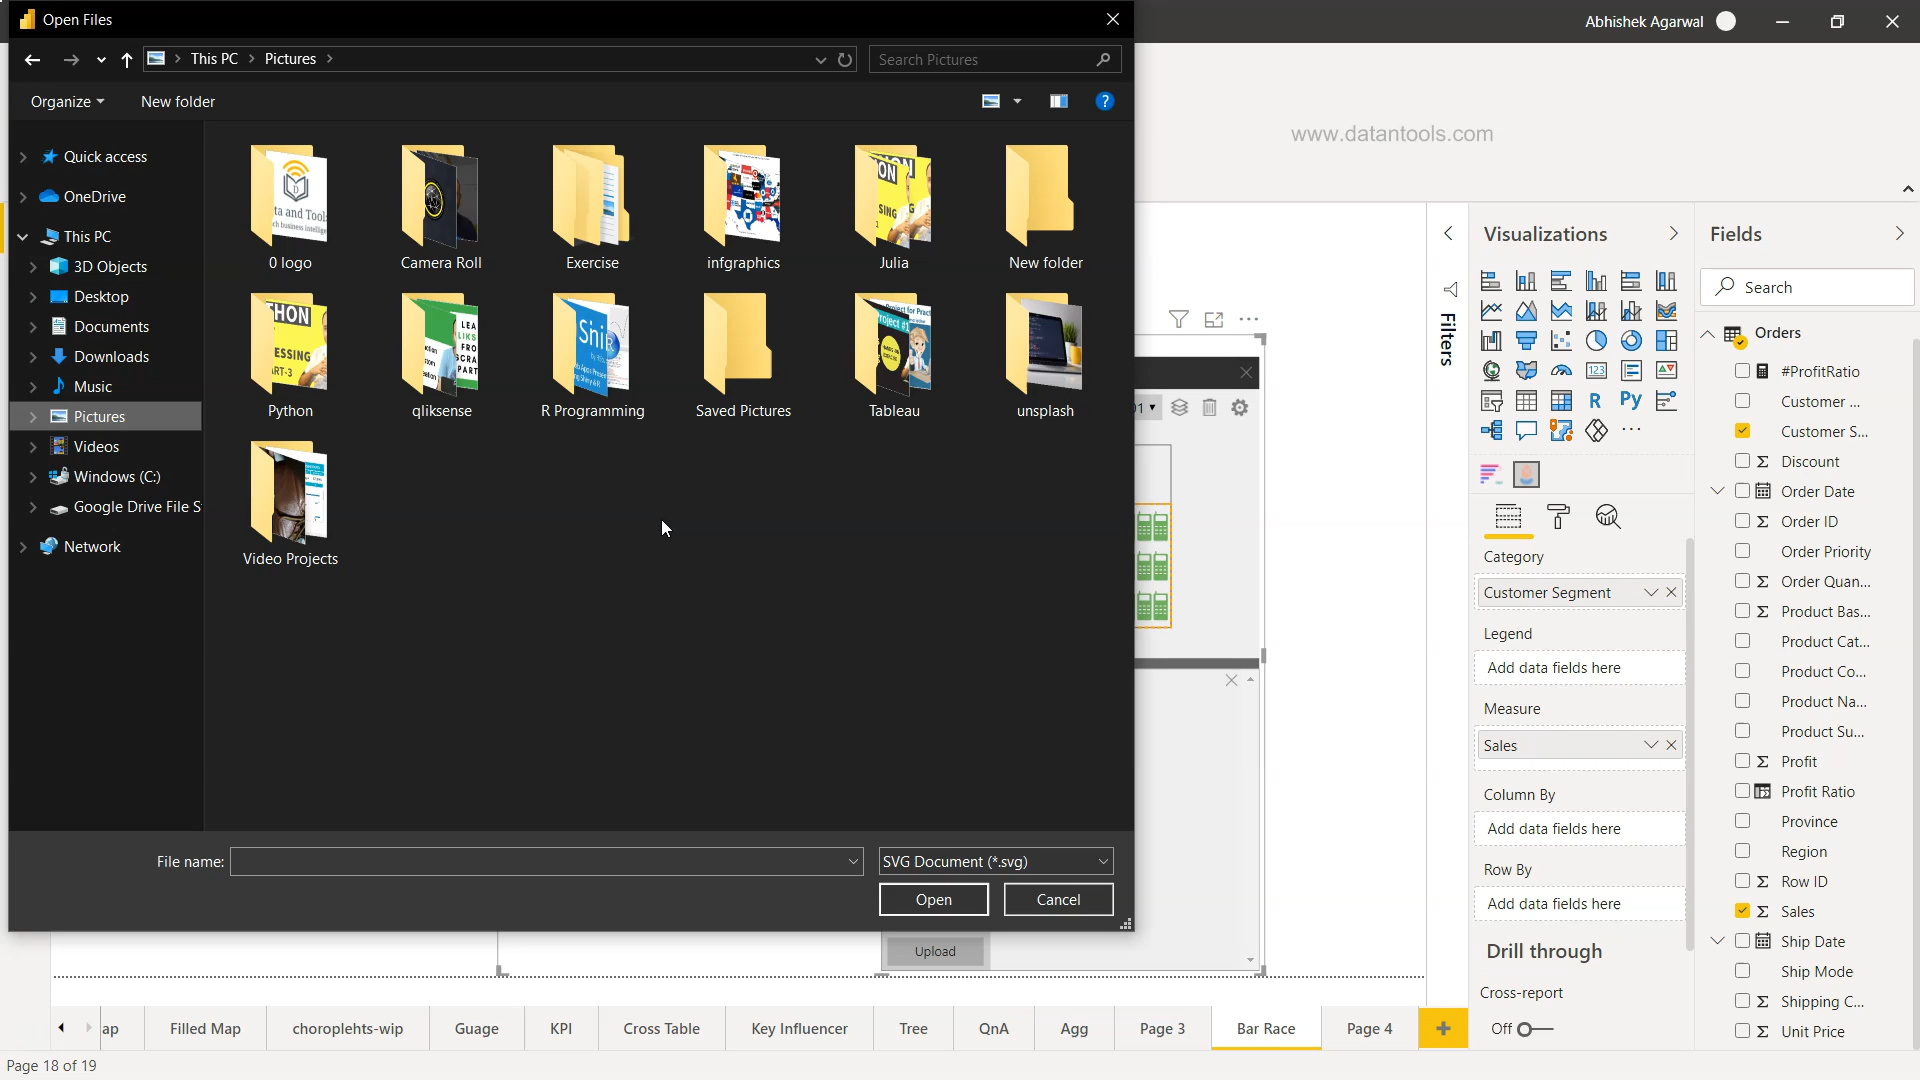 Open Files
Abhishek Agarwal
This PC
Pictures
Search Pictures
Organize
New folder
www.datantools.com
Quick access
OneDrive
This PC
3D Objects
Desktop
Documents
Downloads
Music
Pictures
Videos
Windows (C:)
Google Drive File S
Network
0 logo
Camera Roll
Exercise
infgraphics
Julia
New folder
Python
qliksense
R Programming
Saved Pictures
Tableau
unsplash
Video Projects
File name:
SVG Document (*.svg)
Open
Cancel
Upload
Filters
Visualizations
Category
Customer Segment
Legend
Add data fields here
Measure
Sales
Column By
Add data fields here
Row By
Add data fields here
Drill through
Cross-report
Off
Fields
Search
Orders
#ProfitRatio
Customer ...
Customer S...
Discount
Order Date
Order ID
Order Priority
Order Quan...
Product Bas...
Product Cat...
Product Co...
Product Na...
Product Su...
Profit
Profit Ratio
Province
Region
Row ID
Sales
Ship Date
Ship Mode
Shipping C...
Unit Price
ap
Filled Map
choroplehts-wip
Guage
KPI
Cross Table
Key Influencer
Tree
QnA
Agg
Page 3
Bar Race
Page 4
Page 18 of 19